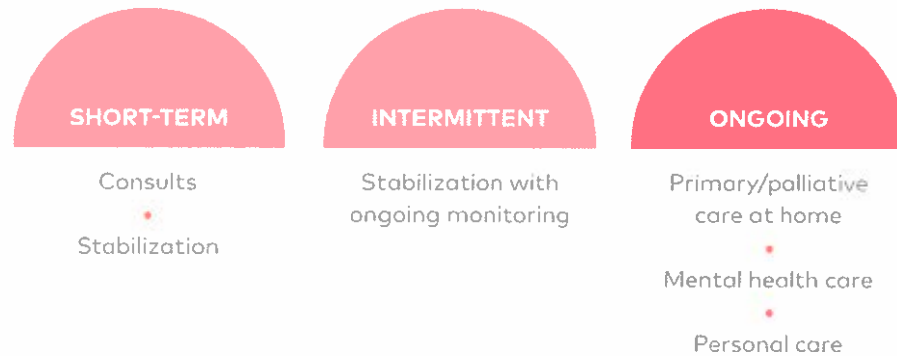 SHORT-TERM
Consults
Stabilization
INTERMITTENT
Stabilization with
ongoing monitoring
ONGOING
Primary/palliative
care at home
Mental health care
Personal care